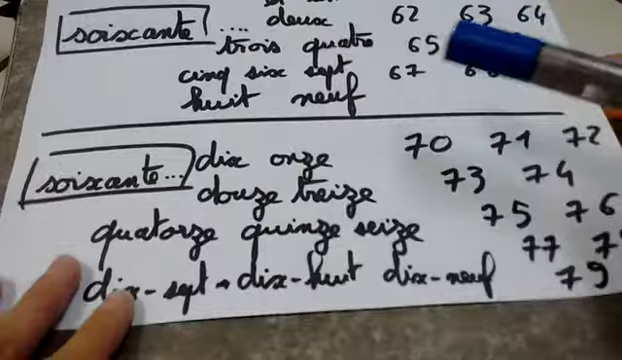 soixante ... deux 62 63 64
trois quatre 65
cinq six sept 67
huit neuf
soixante... dix onze 70 71 72
douze treize 73 74
quatorze quinze seize 75 76
dix-sept dix-huit dix-neuf 77
79